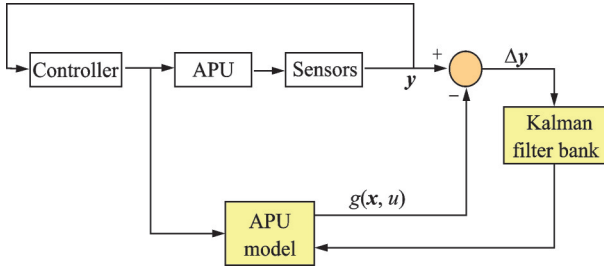 Controller
APU
Sensors
y
+
−
Δy
Kalman
filter bank
g(x, u)
APU
model